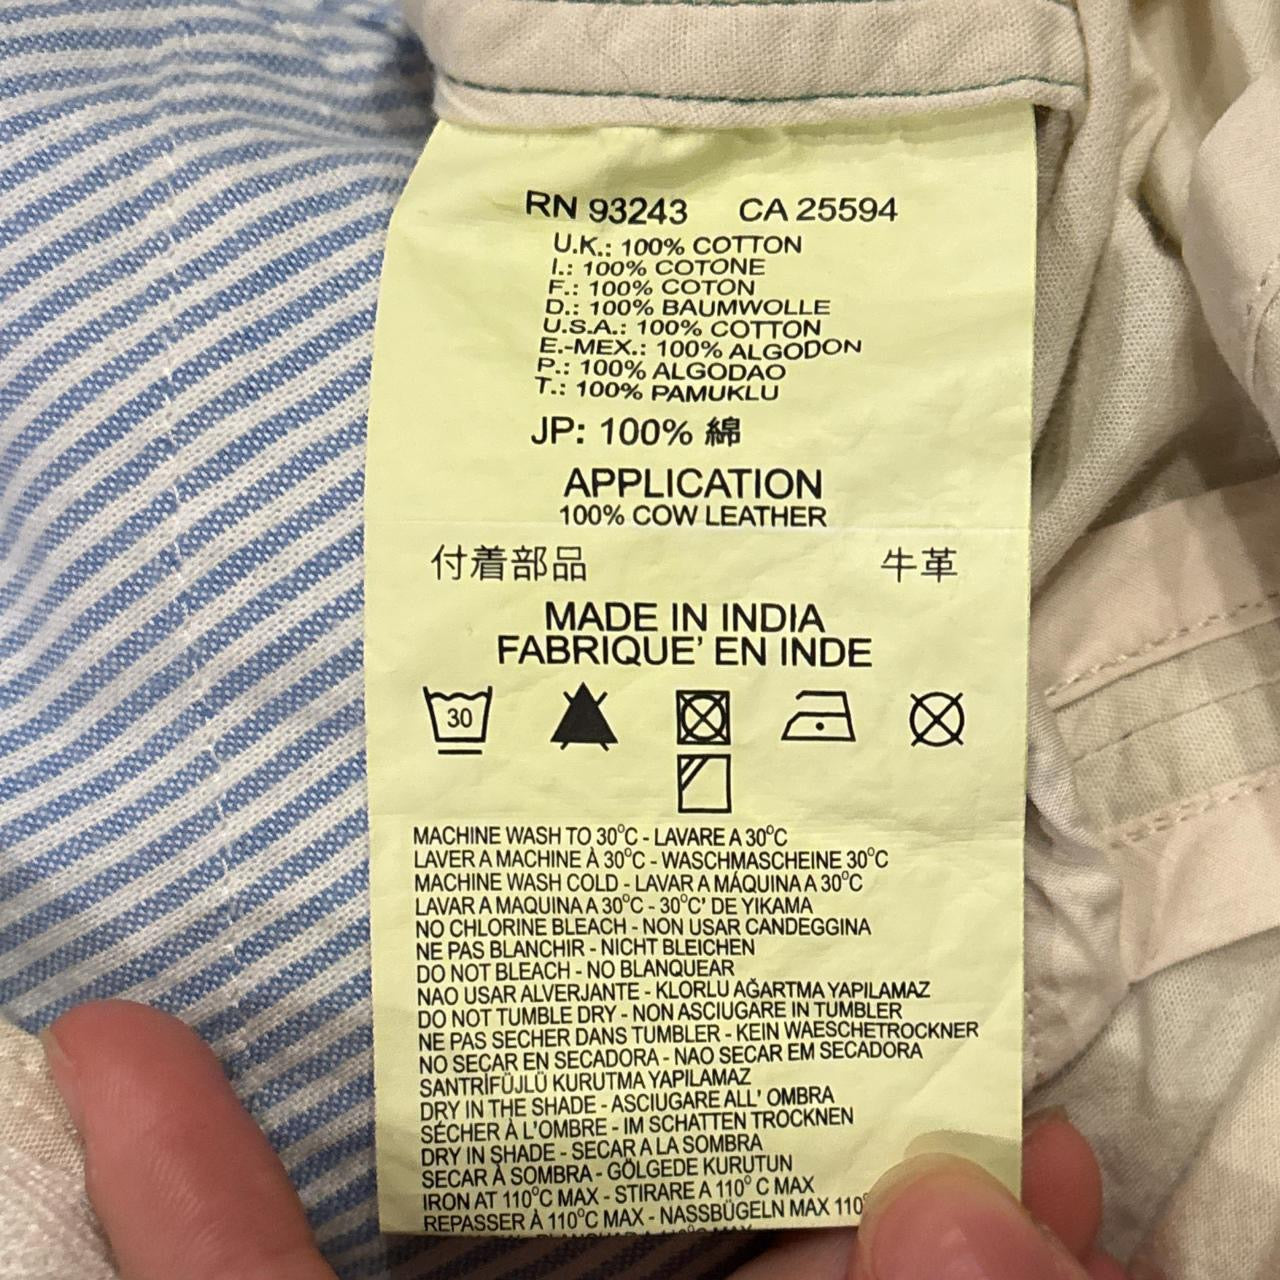 RN 93243 CA 25594
U.K.: 100% COTTON
I.: 100% COTONE
F.: 100% COTON
D.: 100% BAUMWOLLE
U.S.A.: 100% COTTON
E.-MEX.: 100% ALGODON
P.: 100% ALGODAO
T.: 100% PAMUKLU
JP: 100% 綿
APPLICATION
100% COW LEATHER
付着部品 牛革
MADE IN INDIA
FABRIQUE' EN INDE
30
MACHINE WASH TO 30°C - LAVARE A 30°C
LAVER A MACHINE À 30°C - WASCHMASCHEINE 30°C
MACHINE WASH COLD - LAVAR A MÁQUINA A 30°C
LAVAR A MAQUINA A 30°C - 30°C' DE YIKAMA
NO CHLORINE BLEACH - NON USAR CANDEGGINA
NE PAS BLANCHIR - NICHT BLEICHEN
DO NOT BLEACH - NO BLANQUEAR
NAO USAR ALVERJANTE - KLORLU AĞARTMA YAPILAMAZ
DO NOT TUMBLE DRY - NON ASCIUGARE IN TUMBLER
NE PAS SECHER DANS TUMBLER - KEIN WAESCHETROCKNER
NO SECAR EN SECADORA - NAO SECAR EM SECADORA
SANTRİFÜJLÜ KURUTMA YAPILAMAZ
DRY IN THE SHADE - ASCIUGARE ALL' OMBRA
SÉCHER À L'OMBRE - IM SCHATTEN TROCKNEN
DRY IN SHADE - SECAR A LA SOMBRA
SECAR À SOMBRA - GÖLGEDE KURUTUN
IRON AT 110°C MAX - STIRARE A 110° C MAX
REPASSER À 110°C MAX - NASSBÜGELN MAX 110°